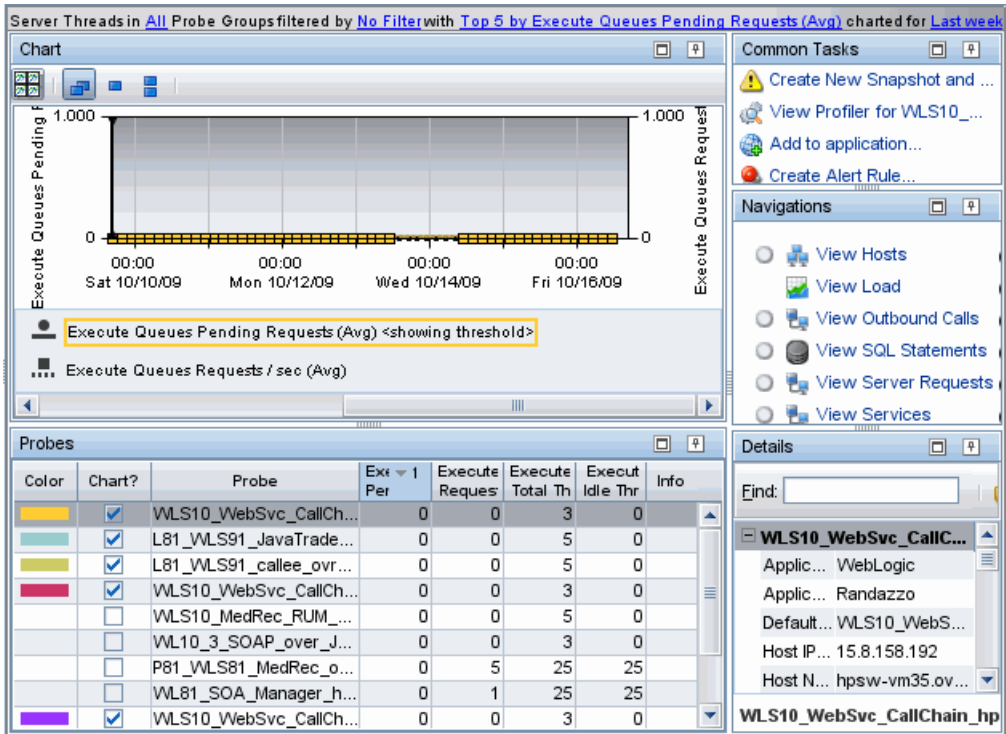 Server Threads in All Probe Groups filtered by No Filter with Top 5 by Execute Queues Pending Requests (Avg) charted for Last week
Chart
Execute Queues Pending
1.000
0
1.000
0
Execute Queues Request
00:00 00:00 00:00 00:00
Sat 10/10/09 Mon 10/12/09 Wed 10/14/09 Fri 10/16/09
Execute Queues Pending Requests (Avg) <showing threshold>
Execute Queues Requests / sec (Avg)
Common Tasks
Create New Snapshot and ...
View Profiler for WLS10_...
Add to application...
Create Alert Rule...
Navigations
View Hosts
View Load
View Outbound Calls
View SQL Statements
View Server Requests
View Services
Probes
Color Chart? Probe Exe 1 Per Execute Reques Execute Total Th Execut Idle Thr Info
WLS10_WebSvc_CallCh... 0 0 3 0
L81_WLS91_JavaTrade... 0 0 5 0
L81_WLS91_callee_ovr... 0 0 5 0
WLS10_WebSvc_CallCh... 0 0 3 0
WLS10_MedRec_RUM_... 0 0 5 0
WL10_3_SOAP_over_J... 0 0 3 0
P81_WLS81_MedRec_o... 0 5 25 25
WL81_SOA_Manager_h... 0 1 25 25
WLS10_WebSvc_CallCh... 0 0 3 0
Details
Find:
WLS10_WebSvc_CallC...
Applic... WebLogic
Applic... Randazzo
Default... WLS10_WebS...
Host IP... 15.8.158.192
Host N... hpsw-vm35.ov...
WLS10_WebSvc_CallChain_hp